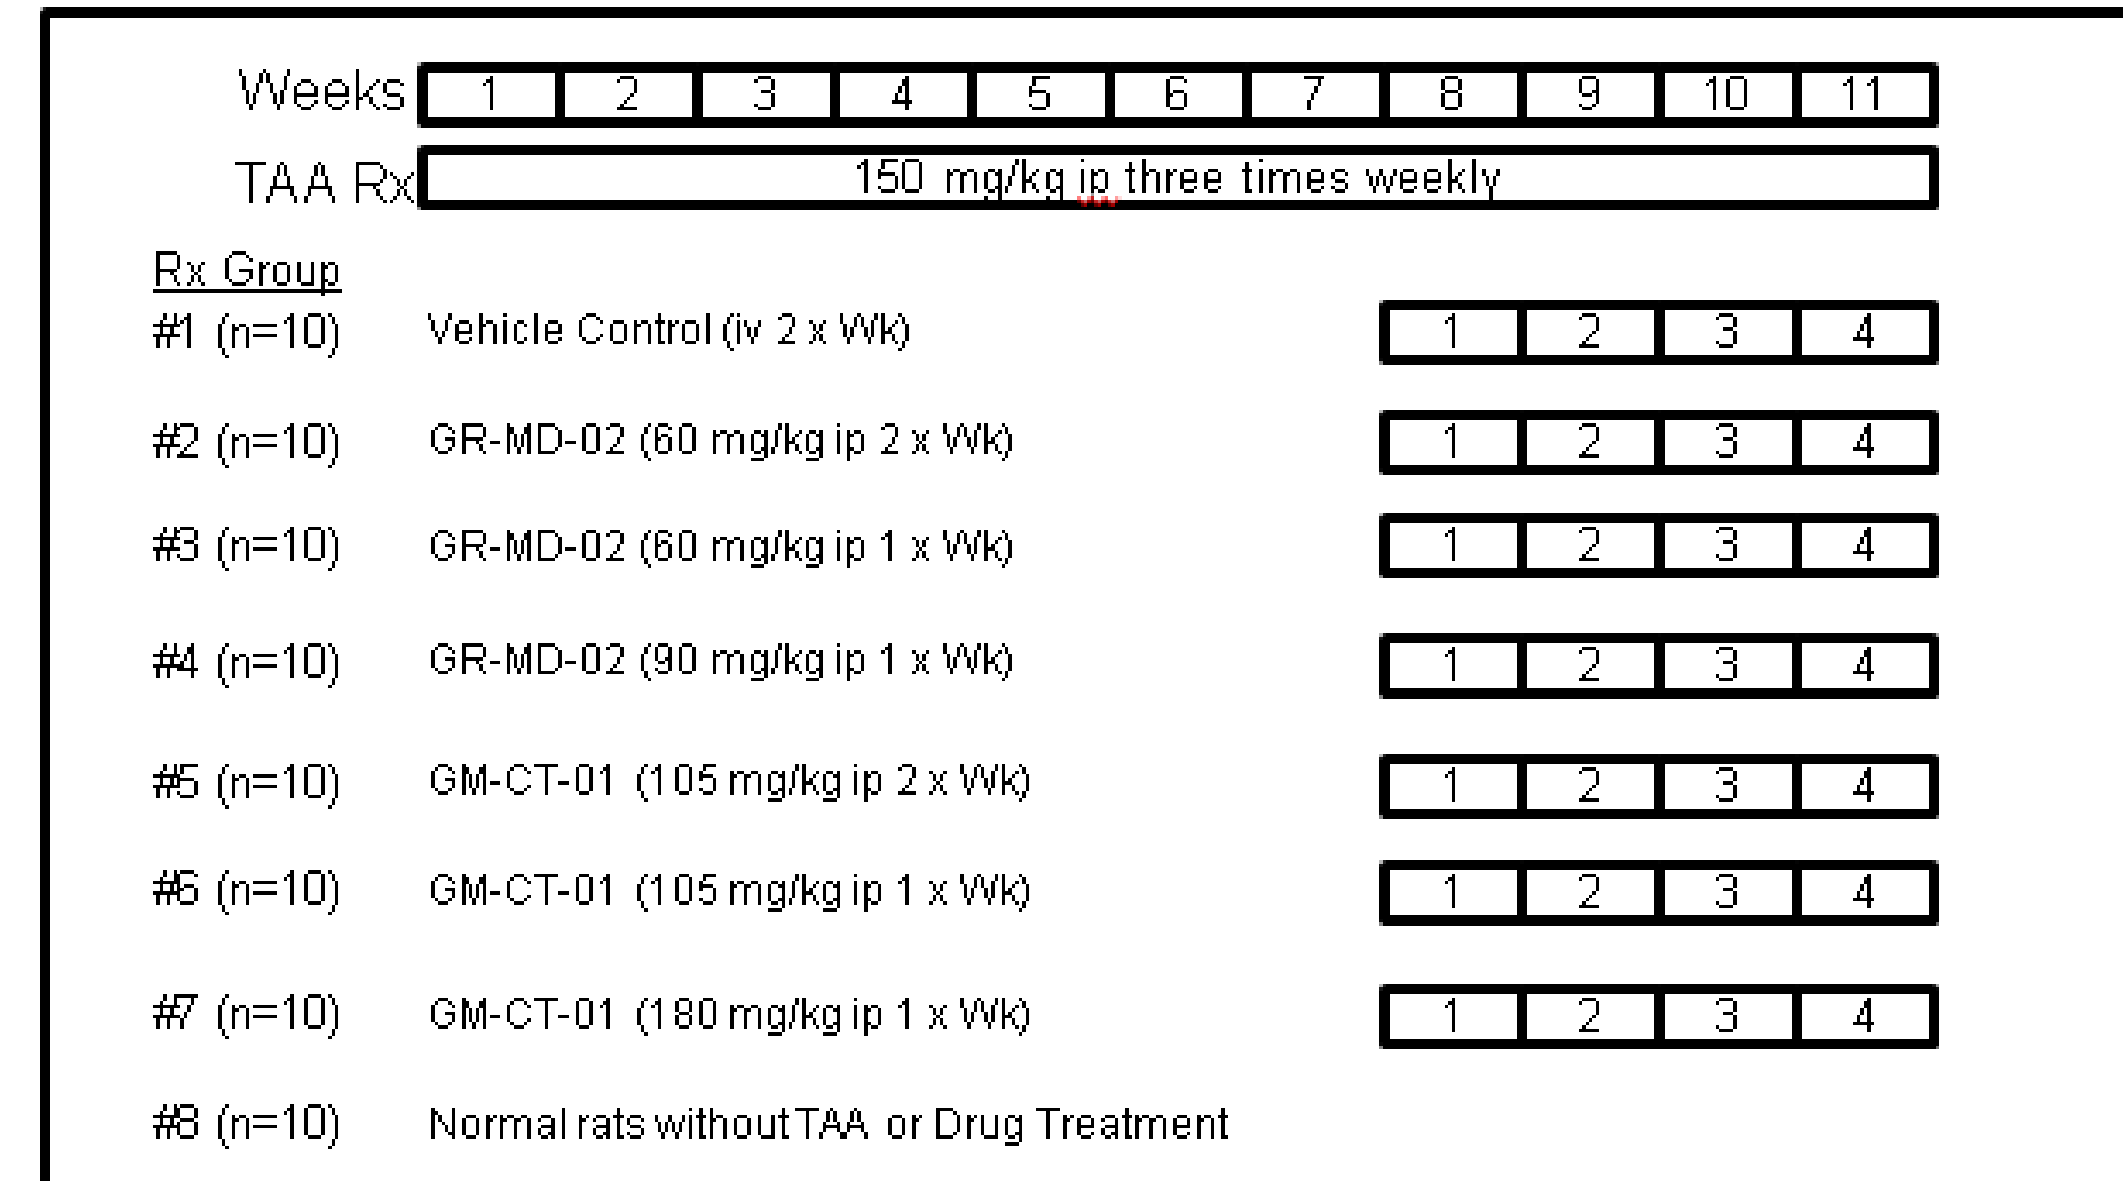 Weeks 1 2 3 4 5 6 7 8 9 10 11
TAA Rx 150 mg/kg ip three times weekly
Rx Group
#1 (n=10) Vehicle Control (iv 2 x Wk) 1 2 3 4
#2 (n=10) GR-MD-02 (60 mg/kg ip 2 x Wk) 1 2 3 4
#3 (n=10) GR-MD-02 (60 mg/kg ip 1 x Wk) 1 2 3 4
#4 (n=10) GR-MD-02 (90 mg/kg ip 1 x Wk) 1 2 3 4
#5 (n=10) GM-CT-01 (105 mg/kg ip 2 x Wk) 1 2 3 4
#6 (n=10) GM-CT-01 (105 mg/kg ip 1 x Wk) 1 2 3 4
#7 (n=10) GM-CT-01 (180 mg/kg ip 1 x Wk) 1 2 3 4
#8 (n=10) Normal rats without TAA or Drug Treatment